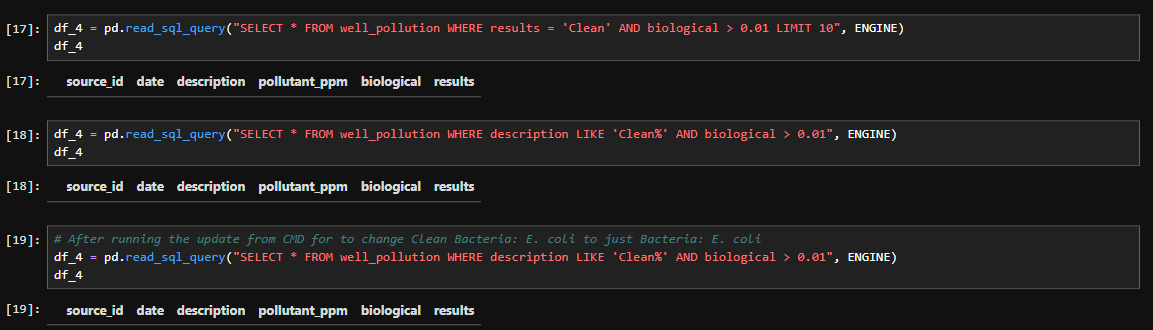 [17]: df_4 = pd.read_sql_query("SELECT * FROM well_pollution WHERE results = 'Clean' AND biological > 0.01 LIMIT 10", ENGINE)
df_4
[17]: source_id date description pollutant_ppm biological results
[18]: df_4 = pd.read_sql_query("SELECT * FROM well_pollution WHERE description LIKE 'Clean%' AND biological > 0.01", ENGINE)
df_4
[18]: source_id date description pollutant_ppm biological results
[19]: # After running the update from CMD for to change Clean Bacteria: E. coli to just Bacteria: E. coli
df_4 = pd.read_sql_query("SELECT * FROM well_pollution WHERE description LIKE 'Clean%' AND biological > 0.01", ENGINE)
df_4
[19]: source_id date description pollutant_ppm biological results